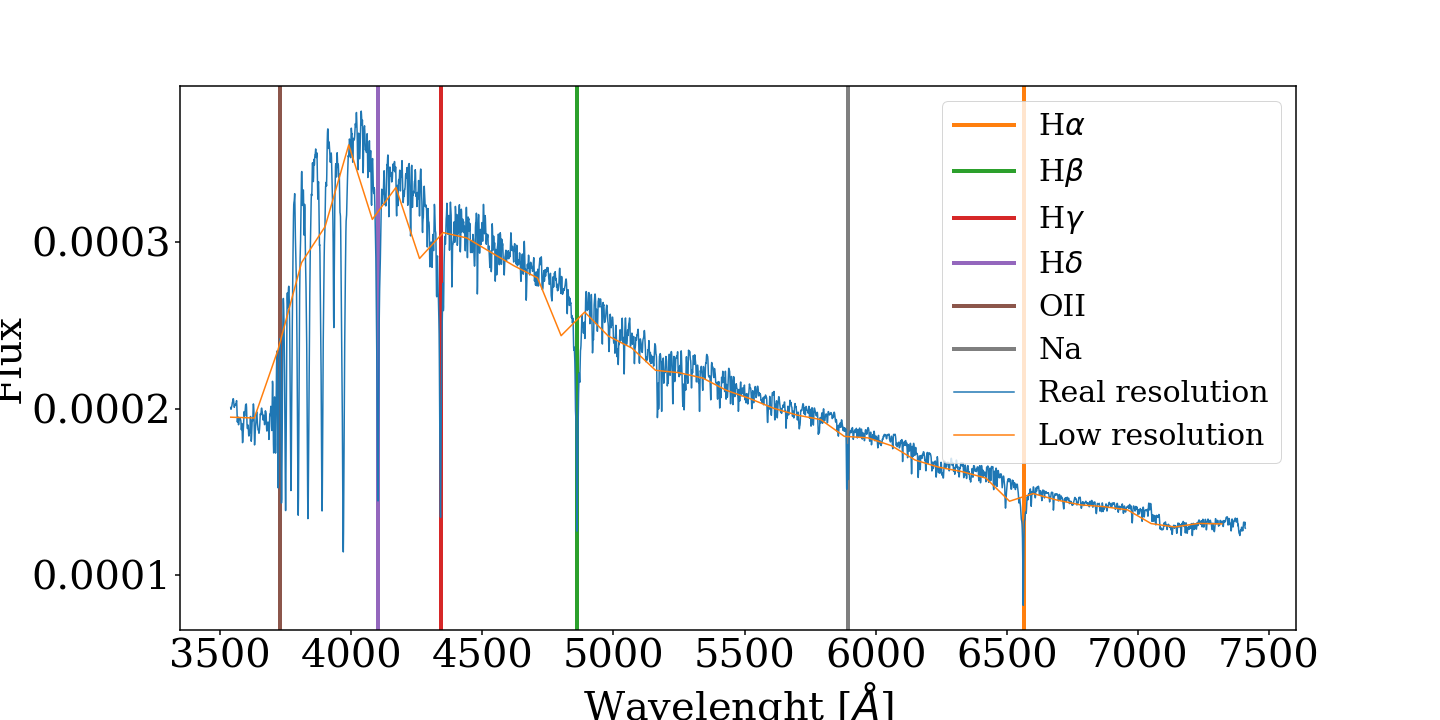 Hα
Hβ
Hγ
Hδ
OII
Na
Real resolution
Low resolution
Flux
0.0003
0.0002
0.0001
3500 4000 4500 5000 5500 6000 6500 7000 7500
Wavelenght [Å]